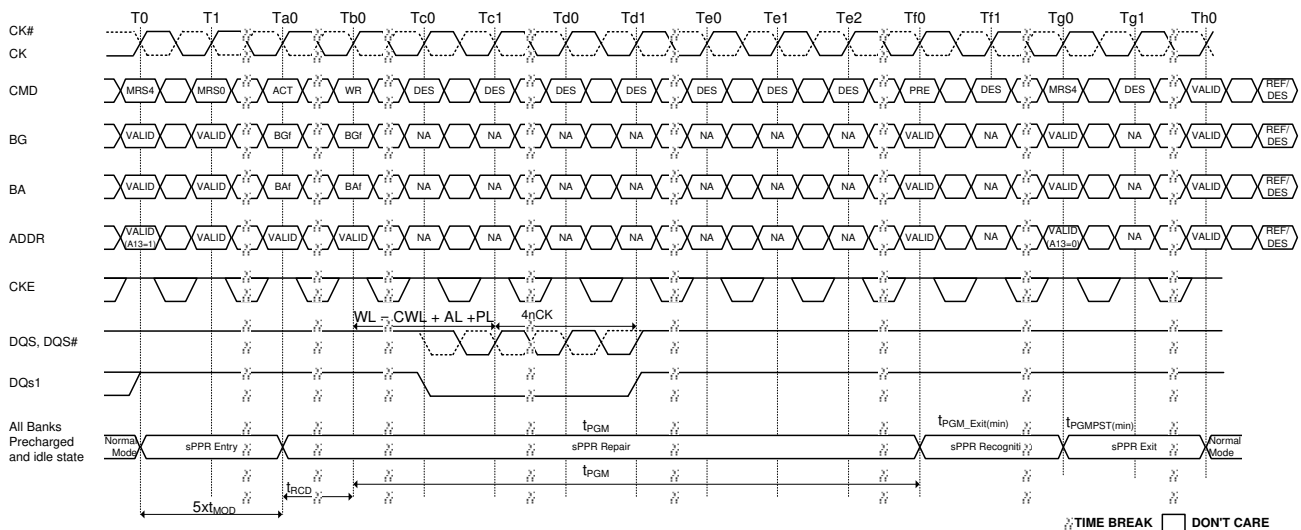 T0 T1 Ta0 Tb0 Tc0 Tc1 Td0 Td1 Te0 Te1 Te2 Tf0 Tf1 Tg0 Tg1 Th0
CK#
CK
CMD MRS4 MRS0 ACT WR DES DES DES DES DES DES DES PRE DES MRS4 DES VALID REF/DES
BG VALID VALID BGf BGf NA NA NA NA NA NA NA VALID NA VALID NA VALID REF/DES
BA VALID VALID BAf BAf NA NA NA NA NA NA NA VALID NA VALID NA VALID REF/DES
ADDR VALID (A13=1) VALID VALID VALID NA NA NA NA NA NA NA VALID NA VALID (A13=0) NA VALID REF/DES
CKE
WL – CWL + AL +PL 4nCK
DQS, DQS#
DQs1
All Banks
Precharged
and idle state
tPGM tPGM_Exit(min) tPGMPST(min)
Normal Mode sPPR Entry sPPR Repair sPPR Recogniti sPPR Exit Normal Mode
tRCD tPGM
5xtMOD
TIME BREAK DON'T CARE